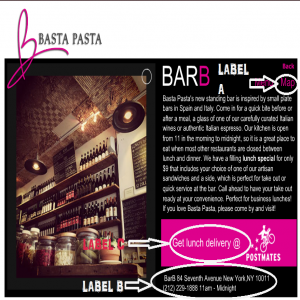 BASTA PASTA
Back
BARB
LABEL A
Map
Basta Pasta's new standing bar is inspired by small plate
bars in Spain and Italy. Come in for a quick bite before or
after a meal, a glass of one of our carefully curated Italian
wines or authentic Italian espresso. Our kitchen is open
from 11 in the morning to midnight, so it is a great place to
eat when most other restaurants are closed between
lunch and dinner. We have a filling lunch special for only
$9 that includes your choice of one of our artisan
sandwiches and a side, which is perfect for take out or
quick service at the bar. Call ahead to have your take out
ready at your convenience. Perfect for business lunches!
If you love Basta Pasta, please come by and visit!
LABEL C
Get lunch delivery @
POSTMATES
LABEL B
BarB 84 Seventh Avenue New York,NY 10011
(212) 229-1888 11am - Midnight